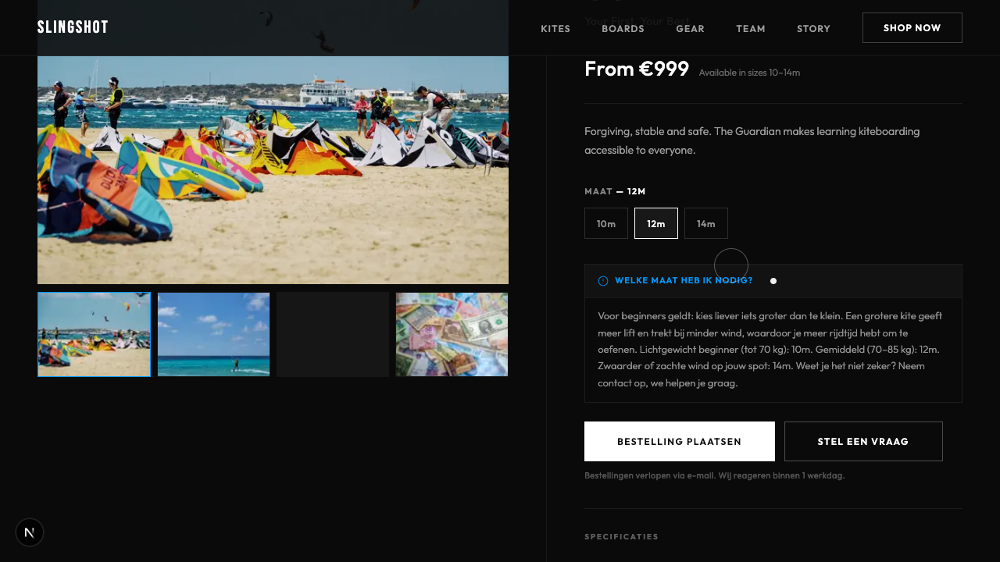 SLINGSHOT
KITES
BOARDS
GEAR
TEAM
STORY
SHOP NOW
Your First. Your Best.
From €999
Available in sizes 10–14m
Forgiving, stable and safe. The Guardian makes learning kiteboarding
accessible to everyone.
MAAT — 12M
10m
12m
14m
WELKE MAAT HEB IK NODIG?
Voor beginners geldt: kies liever iets groter dan te klein. Een grotere kite geeft
meer lift en trekt bij minder wind, waardoor je meer rijdtijd hebt om te
oefenen. Lichtgewicht beginner (tot 70 kg): 10m. Gemiddeld (70–85 kg): 12m.
Zwaarder of zachte wind op jouw spot: 14m. Weet je het niet zeker? Neem
contact op, we helpen je graag.
BESTELLING PLAATSEN
STEL EEN VRAAG
Bestellingen verlopen via e-mail. Wij reageren binnen 1 werkdag.
SPECIFICATIES
N